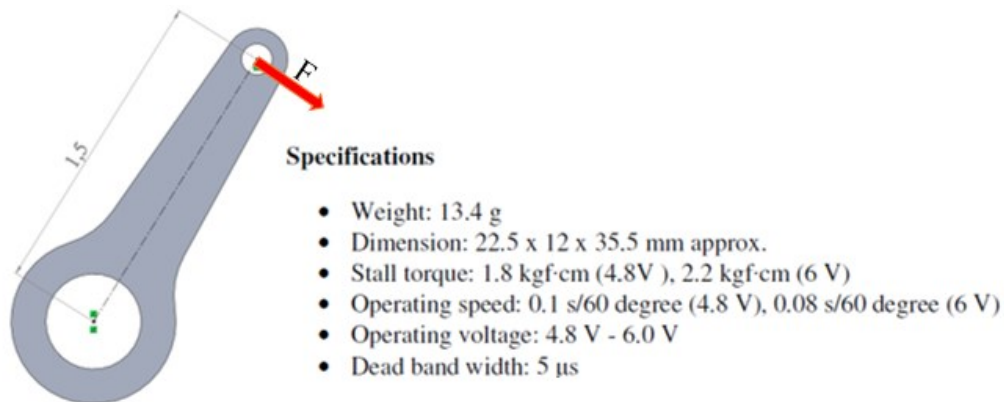 F
1,5
Specifications
• Weight: 13.4 g
• Dimension: 22.5 x 12 x 35.5 mm approx.
• Stall torque: 1.8 kgf·cm (4.8V ), 2.2 kgf·cm (6 V)
• Operating speed: 0.1 s/60 degree (4.8 V), 0.08 s/60 degree (6 V)
• Operating voltage: 4.8 V - 6.0 V
• Dead band width: 5 μs